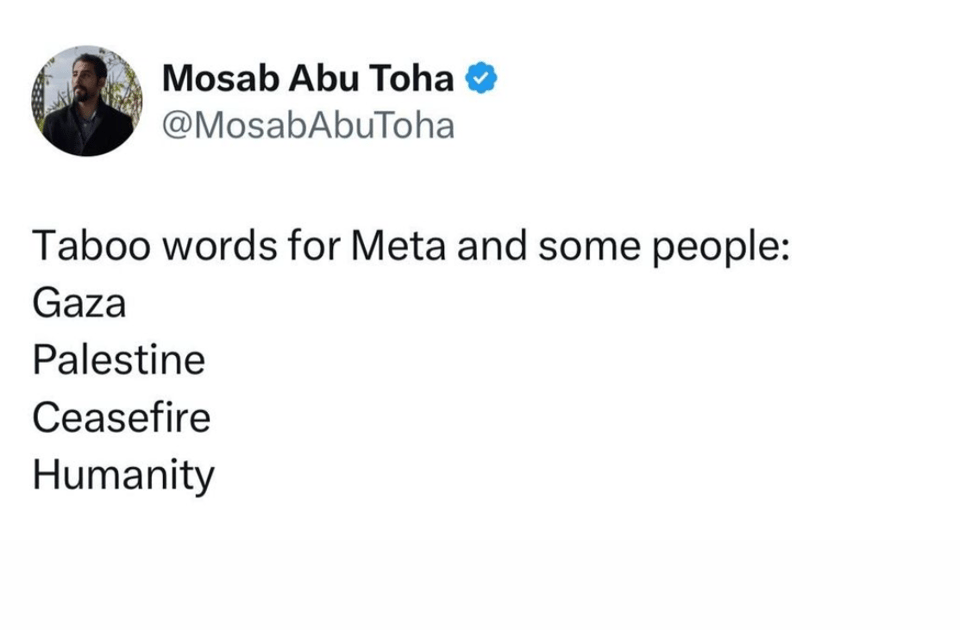 Mosab Abu Toha
@MosabAbuToha
Taboo words for Meta and some people:
Gaza
Palestine
Ceasefire
Humanity